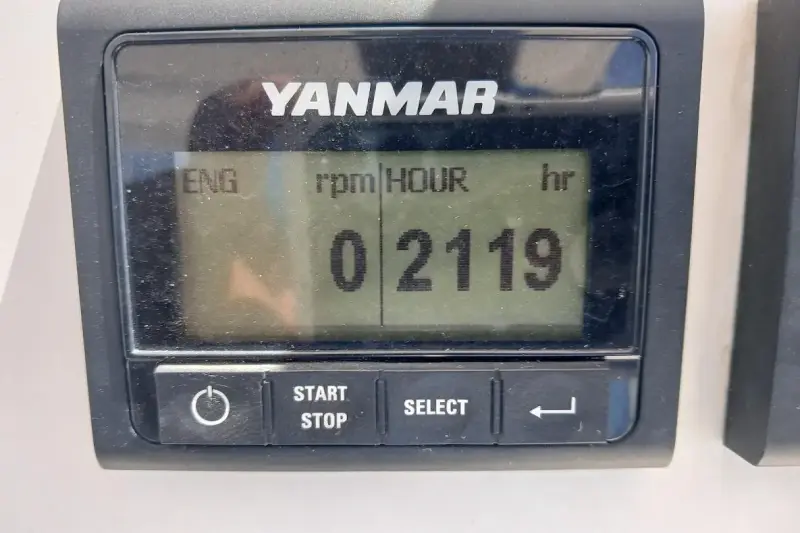 YANMAR
ENG rpm HOUR hr
0 2119
START STOP SELECT